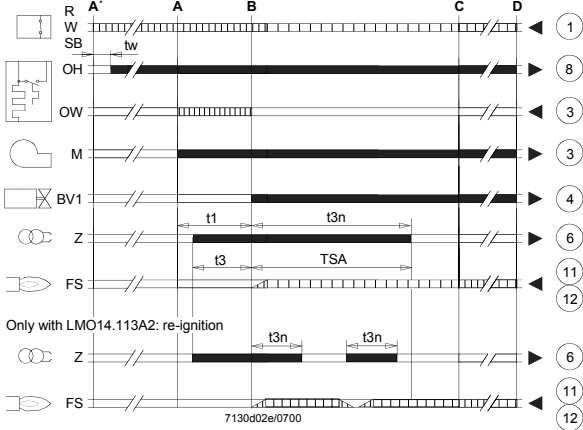 R A´ A B C D
W 1
SB tw
OH 8
OW 3
M 3
BV1 4
t1 t3n
Z 6
t3 TSA
FS 11
12
Only with LMO14.113A2: re-ignition
t3n t3n
Z 6
FS 11
12
7130d02e/0700